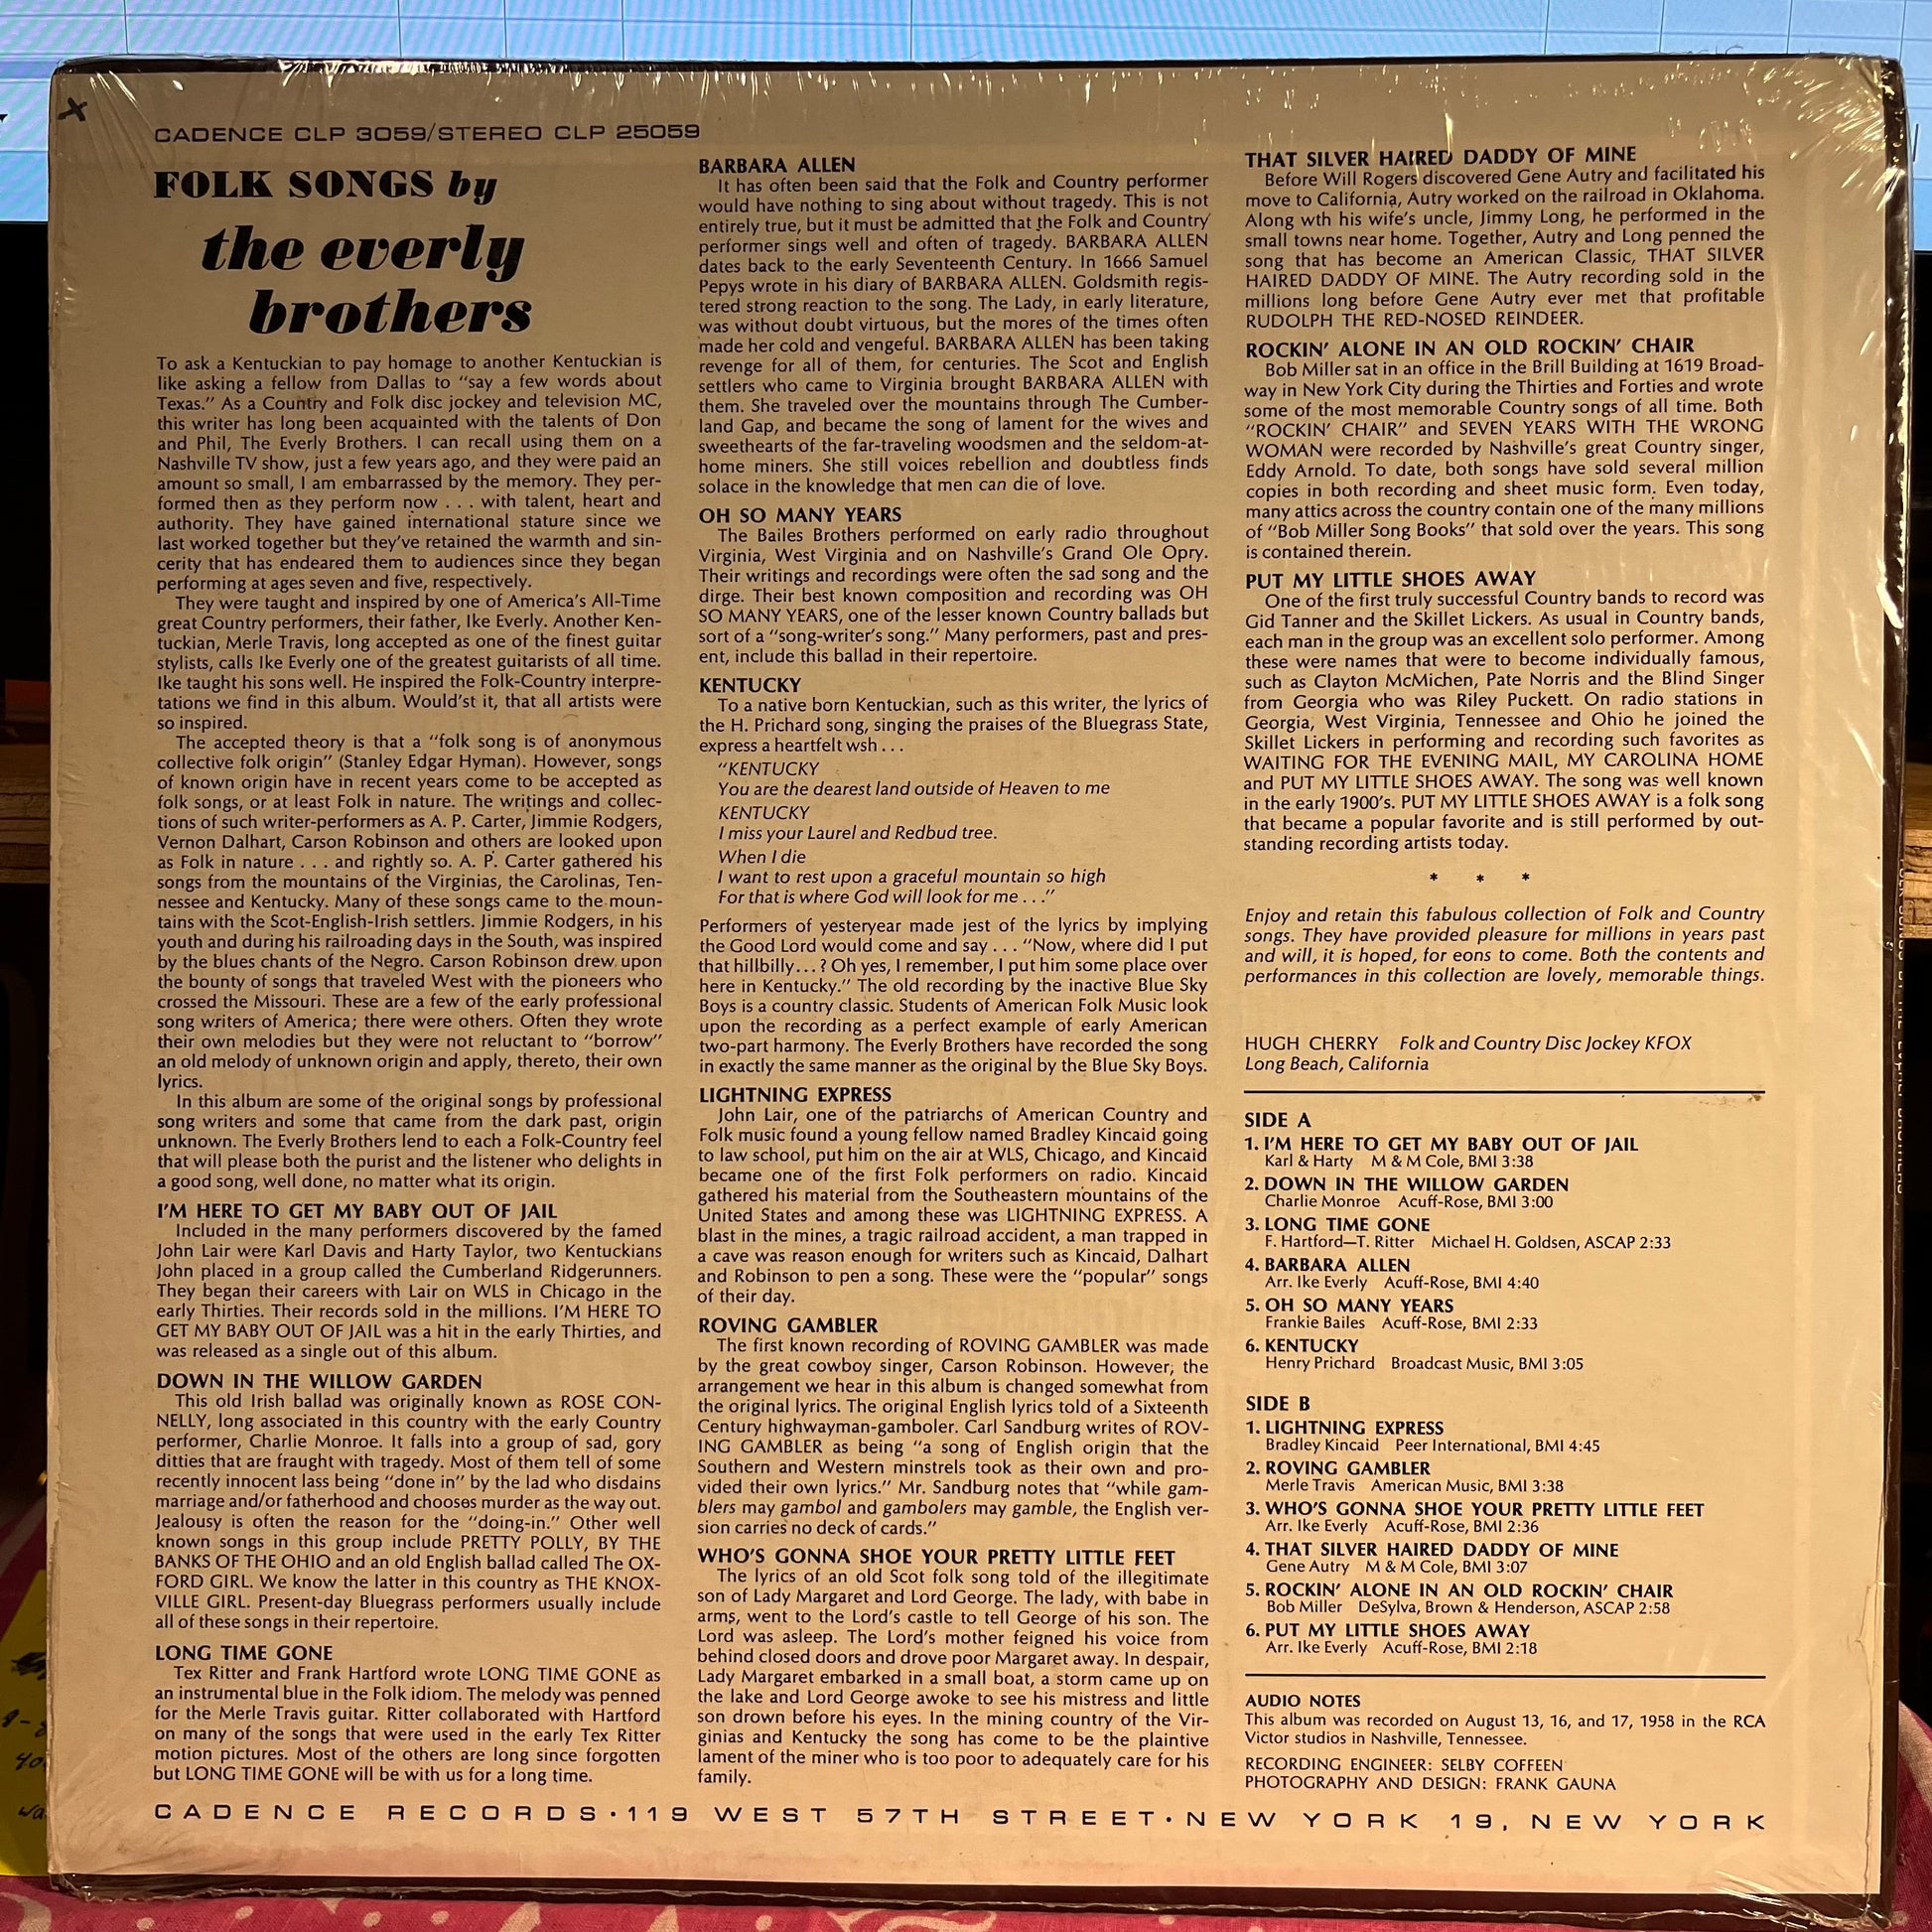 CADENCE CLP 3059/STEREO CLP 25059
FOLK SONGS by
the everly
brothers
To ask a Kentuckian to pay homage to another Kentuckian is
like asking a fellow from Dallas to "say a few words about
Texas." As a Country and Folk disc jockey and television MC,
this writer has long been acquainted with the talents of Don
and Phil, The Everly Brothers. I can recall using them on a
Nashville TV show, just a few years ago, and they were paid an
amount so small, I am embarrassed by the memory. They per-
formed then as they perform now . . . with talent, heart and
authority. They have gained international stature since we
last worked together but they've retained the warmth and sin-
cerity that has endeared them to audiences since they began
performing at ages seven and five, respectively.
They were taught and inspired by one of America's All-Time
great Country performers, their father, Ike Everly. Another Ken-
tuckian, Merle Travis, long accepted as one of the finest guitar
stylists, calls Ike Everly one of the greatest guitarists of all time.
Ike taught his sons well. He inspired the Folk-Country interpre-
tations we find in this album. Would'st it, that all artists were
so inspired.
The accepted theory is that a "folk song is of anonymous
collective folk origin" (Stanley Edgar Hyman). However, songs
of known origin have in recent years come to be accepted as
folk songs, or at least Folk in nature. The writings and collec-
tions of such writer-performers as A. P. Carter, Jimmie Rodgers,
Vernon Dalhart, Carson Robinson and others are looked upon
as Folk in nature . . . and rightly so. A. P. Carter gathered his
songs from the mountains of the Virginias, the Carolinas, Ten-
nessee and Kentucky. Many of these songs came to the moun-
tains with the Scot-English-Irish settlers. Jimmie Rodgers, in his
youth and during his railroading days in the South, was inspired
by the blues chants of the Negro. Carson Robinson drew upon
the bounty of songs that traveled West with the pioneers who
crossed the Missouri. These are a few of the early professional
song writers of America; there were others. Often they wrote
their own melodies but they were not reluctant to "borrow"
an old melody of unknown origin and apply, thereto, their own
lyrics.
In this album are some of the original songs by professional
song writers and some that came from the dark past, origin
unknown. The Everly Brothers lend to each a Folk-Country feel
that will please both the purist and the listener who delights in
a good song, well done, no matter what its origin.
I'M HERE TO GET MY BABY OUT OF JAIL
Included in the many performers discovered by the famed
John Lair were Karl Davis and Harty Taylor, two Kentuckians
John placed in a group called the Cumberland Ridgerunners.
They began their careers with Lair on WLS in Chicago in the
early Thirties. Their records sold in the millions. I'M HERE TO
GET MY BABY OUT OF JAIL was a hit in the early Thirties, and
was released as a single out of this album.
DOWN IN THE WILLOW GARDEN
This old Irish ballad was originally known as ROSE CON-
NELLY, long associated in this country with the early Country
performer, Charlie Monroe. It falls into a group of sad, gory
ditties that are fraught with tragedy. Most of them tell of some
recently innocent lass being "done in" by the lad who disdains
marriage and/or fatherhood and chooses murder as the way out.
Jealousy is often the reason for the "doing-in." Other well
known songs in this group include PRETTY POLLY, BY THE
BANKS OF THE OHIO and an old English ballad called The OX-
FORD GIRL. We know the latter in this country as THE KNOX-
VILLE GIRL. Present-day Bluegrass performers usually include
all of these songs in their repertoire.
LONG TIME GONE
Tex Ritter and Frank Hartford wrote LONG TIME GONE as
an instrumental blue in the Folk idiom. The melody was penned
for the Merle Travis guitar. Ritter collaborated with Hartford
on many of the songs that were used in the early Tex Ritter
motion pictures. Most of the others are long since forgotten
but LONG TIME GONE will be with us for a long time.
BARBARA ALLEN
It has often been said that the Folk and Country performer
would have nothing to sing about without tragedy. This is not
entirely true, but it must be admitted that the Folk and Country
performer sings well and often of tragedy. BARBARA ALLEN
dates back to the early Seventeenth Century. In 1666 Samuel
Pepys wrote in his diary of BARBARA ALLEN. Goldsmith regis-
tered strong reaction to the song. The Lady, in early literature,
was without doubt virtuous, but the mores of the times often
made her cold and vengeful. BARBARA ALLEN has been taking
revenge for all of them, for centuries. The Scot and English
settlers who came to Virginia brought BARBARA ALLEN with
them. She traveled over the mountains through The Cumber-
land Gap, and became the song of lament for the wives and
sweethearts of the far-traveling woodsmen and the seldom-at-
home miners. She still voices rebellion and doubtless finds
solace in the knowledge that men can die of love.
OH SO MANY YEARS
The Bailes Brothers performed on early radio throughout
Virginia, West Virginia and on Nashville's Grand Ole Opry.
Their writings and recordings were often the sad song and the
dirge. Their best known composition and recording was OH
SO MANY YEARS, one of the lesser known Country ballads but
sort of a "song-writer's song." Many performers, past and pres-
ent, include this ballad in their repertoire.
KENTUCKY
To a native born Kentuckian, such as this writer, the lyrics of
the H. Prichard song, singing the praises of the Bluegrass State,
express a heartfelt wsh . . .
"KENTUCKY
You are the dearest land outside of Heaven to me
KENTUCKY
I miss your Laurel and Redbud tree.
When I die
I want to rest upon a graceful mountain so high
For that is where God will look for me . . ."
Performers of yesteryear made jest of the lyrics by implying
the Good Lord would come and say . . . "Now, where did I put
that hillbilly...? Oh yes, I remember, I put him some place over
here in Kentucky." The old recording by the inactive Blue Sky
Boys is a country classic. Students of American Folk Music look
upon the recording as a perfect example of early American
two-part harmony. The Everly Brothers have recorded the song
in exactly the same manner as the original by the Blue Sky Boys.
LIGHTNING EXPRESS
John Lair, one of the patriarchs of American Country and
Folk music found a young fellow named Bradley Kincaid going
to law school, put him on the air at WLS, Chicago, and Kincaid
became one of the first Folk performers on radio. Kincaid
gathered his material from the Southeastern mountains of the
United States and among these was LIGHTNING EXPRESS. A
blast in the mines, a tragic railroad accident, a man trapped in
a cave was reason enough for writers such as Kincaid, Dalhart
and Robinson to pen a song. These were the "popular" songs
of their day.
ROVING GAMBLER
The first known recording of ROVING GAMBLER was made
by the great cowboy singer, Carson Robinson. However, the
arrangement we hear in this album is changed somewhat from
the original lyrics. The original English lyrics told of a Sixteenth
Century highwayman-gamboler. Carl Sandburg writes of ROV-
ING GAMBLER as being "a song of English origin that the
Southern and Western minstrels took as their own and pro-
vided their own lyrics." Mr. Sandburg notes that "while gam-
blers may gambol and gambolers may gamble, the English ver-
sion carries no deck of cards."
WHO'S GONNA SHOE YOUR PRETTY LITTLE FEET
The lyrics of an old Scot folk song told of the illegitimate
son of Lady Margaret and Lord George. The lady, with babe in
arms, went to the Lord's castle to tell George of his son. The
Lord was asleep. The Lord's mother feigned his voice from
behind closed doors and drove poor Margaret away. In despair,
Lady Margaret embarked in a small boat, a storm came up on
the lake and Lord George awoke to see his mistress and little
son drown before his eyes. In the mining country of the Vir-
ginias and Kentucky the song has come to be the plaintive
lament of the miner who is too poor to adequately care for his
family.
THAT SILVER HAIRED DADDY OF MINE
Before Will Rogers discovered Gene Autry and facilitated his
move to California, Autry worked on the railroad in Oklahoma.
Along wth his wife's uncle, Jimmy Long, he performed in the
small towns near home. Together, Autry and Long penned the
song that has become an American Classic, THAT SILVER
HAIRED DADDY OF MINE. The Autry recording sold in the
millions long before Gene Autry ever met that profitable
RUDOLPH THE RED-NOSED REINDEER.
ROCKIN' ALONE IN AN OLD ROCKIN' CHAIR
Bob Miller sat in an office in the Brill Building at 1619 Broad-
way in New York City during the Thirties and Forties and wrote
some of the most memorable Country songs of all time. Both
"ROCKIN' CHAIR" and SEVEN YEARS WITH THE WRONG
WOMAN were recorded by Nashville's great Country singer,
Eddy Arnold. To date, both songs have sold several million
copies in both recording and sheet music form. Even today,
many attics across the country contain one of the many millions
of "Bob Miller Song Books" that sold over the years. This song
is contained therein.
PUT MY LITTLE SHOES AWAY
One of the first truly successful Country bands to record was
Gid Tanner and the Skillet Lickers. As usual in Country bands,
each man in the group was an excellent solo performer. Among
these were names that were to become individually famous,
such as Clayton McMichen, Pate Norris and the Blind Singer
from Georgia who was Riley Puckett. On radio stations in
Georgia, West Virginia, Tennessee and Ohio he joined the
Skillet Lickers in performing and recording such favorites as
WAITING FOR THE EVENING MAIL, MY CAROLINA HOME
and PUT MY LITTLE SHOES AWAY. The song was well known
in the early 1900's. PUT MY LITTLE SHOES AWAY is a folk song
that became a popular favorite and is still performed by out-
standing recording artists today.
* * *
Enjoy and retain this fabulous collection of Folk and Country
songs. They have provided pleasure for millions in years past
and will, it is hoped, for eons to come. Both the contents and
performances in this collection are lovely, memorable things.
HUGH CHERRY Folk and Country Disc Jockey KFOX
Long Beach, California
SIDE A
1. I'M HERE TO GET MY BABY OUT OF JAIL
Karl & Harty M & M Cole, BMI 3:38
2. DOWN IN THE WILLOW GARDEN
Charlie Monroe Acuff-Rose, BMI 3:00
3. LONG TIME GONE
F. Hartford—T. Ritter Michael H. Goldsen, ASCAP 2:33
4. BARBARA ALLEN
Arr. Ike Everly Acuff-Rose, BMI 4:40
5. OH SO MANY YEARS
Frankie Bailes Acuff-Rose, BMI 2:33
6. KENTUCKY
Henry Prichard Broadcast Music, BMI 3:05
SIDE B
1. LIGHTNING EXPRESS
Bradley Kincaid Peer International, BMI 4:45
2. ROVING GAMBLER
Merle Travis American Music, BMI 3:38
3. WHO'S GONNA SHOE YOUR PRETTY LITTLE FEET
Arr. Ike Everly Acuff-Rose, BMI 2:36
4. THAT SILVER HAIRED DADDY OF MINE
Gene Autry M & M Cole, BMI 3:07
5. ROCKIN' ALONE IN AN OLD ROCKIN' CHAIR
Bob Miller DeSylva, Brown & Henderson, ASCAP 2:58
6. PUT MY LITTLE SHOES AWAY
Arr. Ike Everly Acuff-Rose, BMI 2:18
AUDIO NOTES
This album was recorded on August 13, 16, and 17, 1958 in the RCA
Victor studios in Nashville, Tennessee.
RECORDING ENGINEER: SELBY COFFEEN
PHOTOGRAPHY AND DESIGN: FRANK GAUNA
CADENCE RECORDS·119 WEST 57TH STREET·NEW YORK 19, NEW YORK